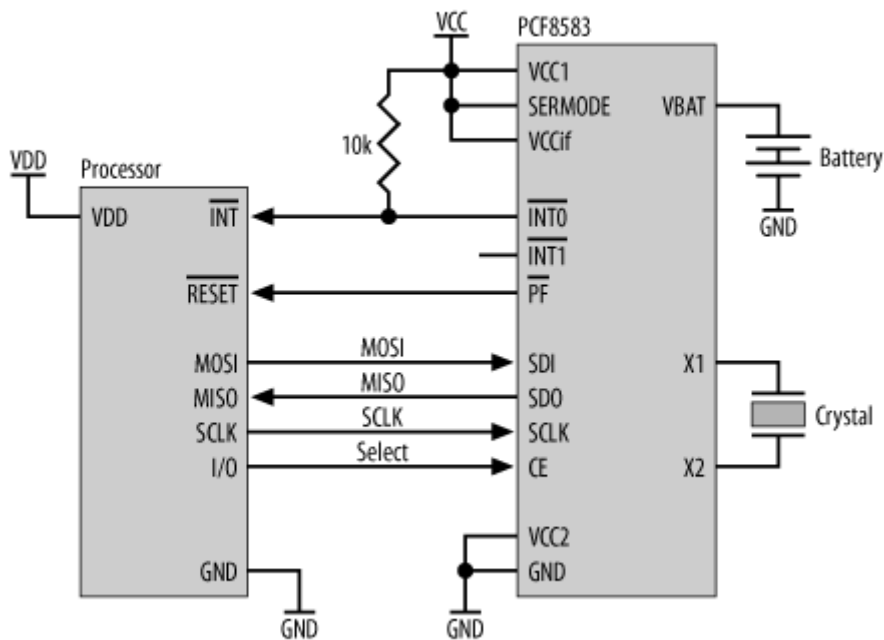 VCC
PCF8583
VCC1
SERMODE
VBAT
VCCif
10k
Battery
VDD
Processor
VDD
INT
INT0
GND
INT1
RESET
PF
MOSI
MOSI
SDI
X1
MISO
MISO
SDO
SCLK
SCLK
SCLK
Crystal
I/O
Select
CE
X2
VCC2
GND
GND
GND
GND